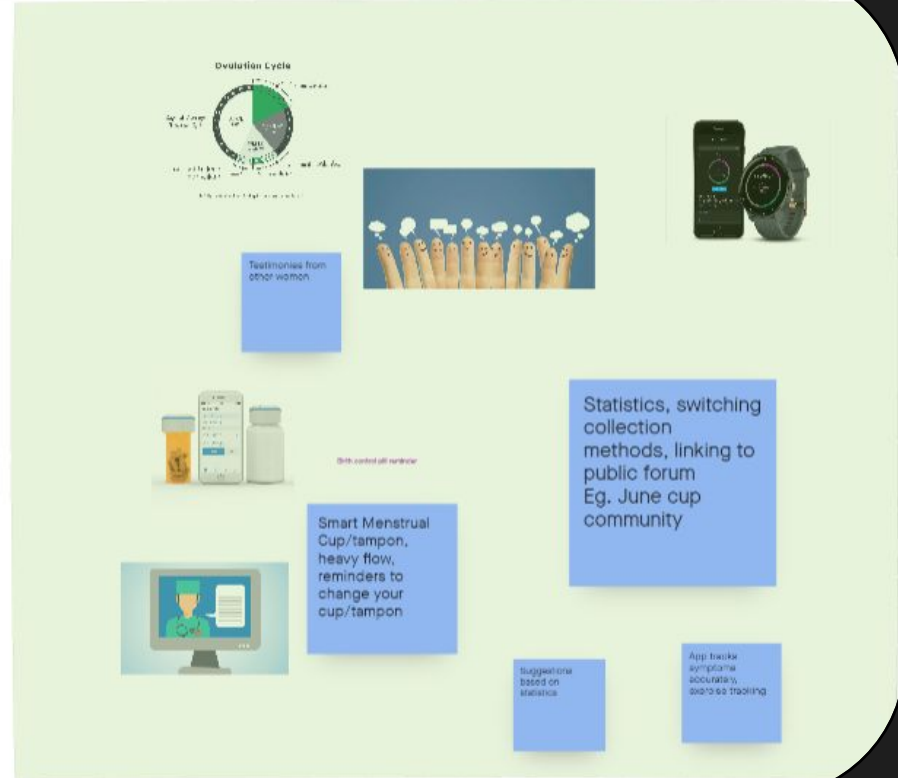 Ovulation Cycle
Testimonies from
other women
Statistics, switching
collection
methods, linking to
public forum
Eg. June cup
community
Birth control pill reminder
Smart Menstrual
Cup/tampon,
heavy flow,
reminders to
change your
cup/tampon
Suggestions
based on
statistics
App tracks
symptoms
accurately,
exercise tracking